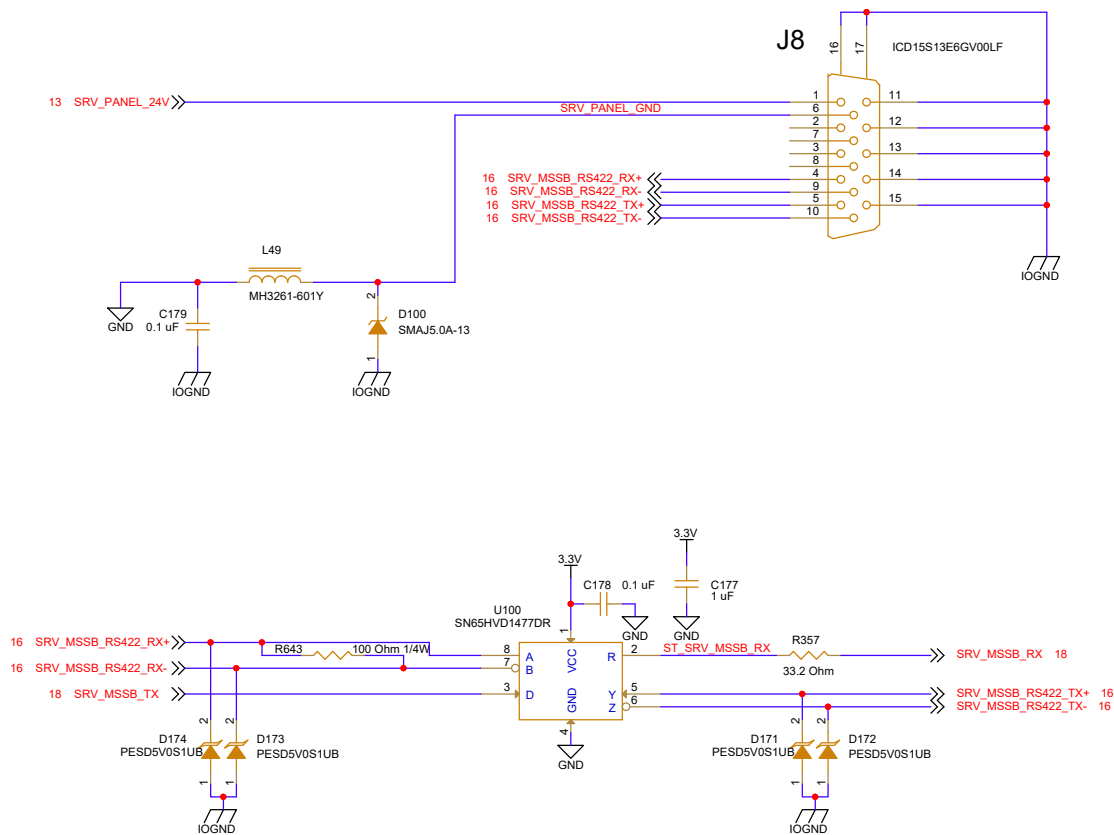 J8
16
17
ICD15S13E6GV00LF
13 SRV_PANEL_24V
1
11
SRV_PANEL_GND
6
2
12
7
3
13
8
16 SRV_MSSB_RS422_RX+
4
14
16 SRV_MSSB_RS422_RX-
9
16 SRV_MSSB_RS422_TX+
5
15
16 SRV_MSSB_RS422_TX-
10
IOGND
L49
MH3261-601Y
GND
C179
0.1 uF
IOGND
2
D100
SMAJ5.0A-13
1
IOGND
3.3V
3.3V
C178 0.1 uF
C177
1 uF
GND
GND
U100
SN65HVD1477DR
1
16 SRV_MSSB_RS422_RX+
R643
100 Ohm 1/4W
8
A
VCC
R
2
ST_SRV_MSSB_RX
R357
33.2 Ohm
SRV_MSSB_RX 18
16 SRV_MSSB_RS422_RX-
7
B
18 SRV_MSSB_TX
3
D
GND
Y
5
SRV_MSSB_RS422_TX+ 16
Z
6
SRV_MSSB_RS422_TX- 16
4
GND
2
2
D174
PESD5V0S1UB
D173
PESD5V0S1UB
1
1
IOGND
2
2
D171
PESD5V0S1UB
D172
PESD5V0S1UB
1
1
IOGND